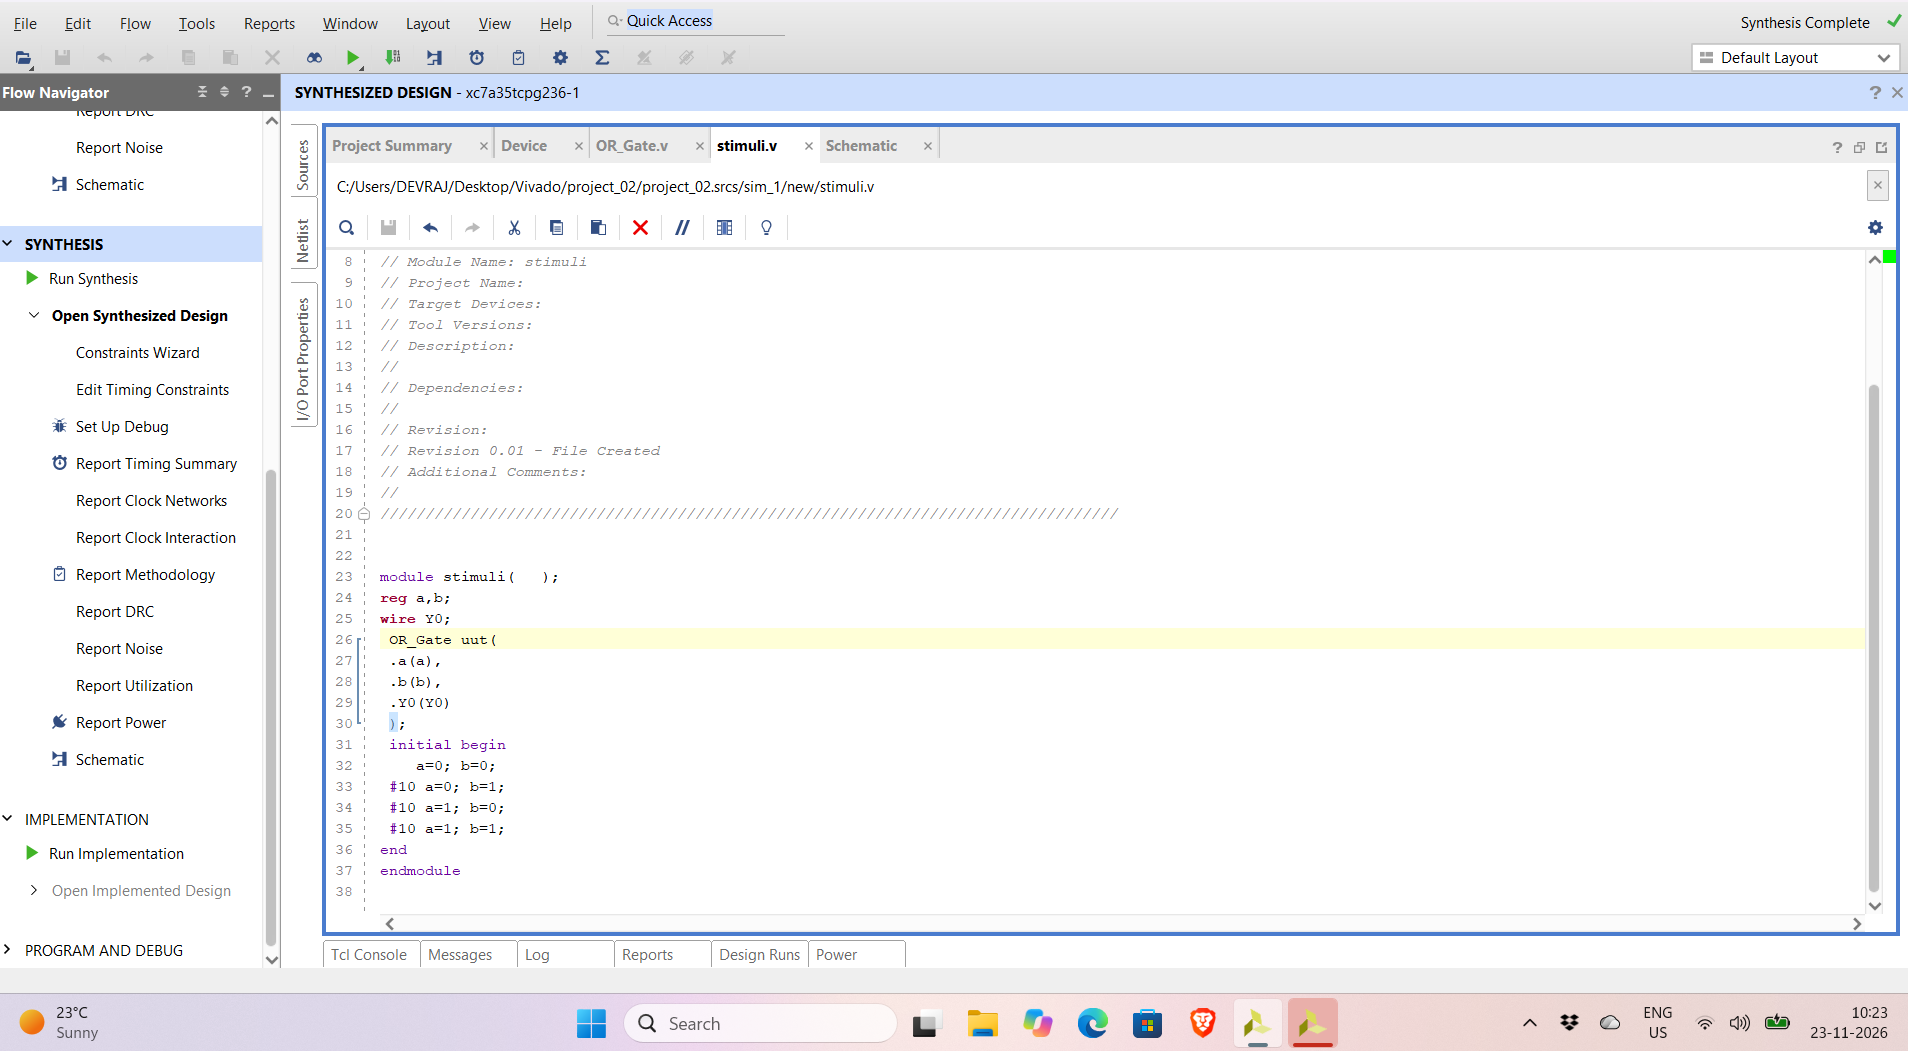 File Edit Flow Tools Reports Window Layout View Help Quick Access Synthesis Complete
Default Layout
Flow Navigator ?
SYNTHESIZED DESIGN - xc7a35tcpg236-1 ?
Report DRC
Report Noise
Schematic
SYNTHESIS
Run Synthesis
Open Synthesized Design
Constraints Wizard
Edit Timing Constraints
Set Up Debug
Report Timing Summary
Report Clock Networks
Report Clock Interaction
Report Methodology
Report DRC
Report Noise
Report Utilization
Report Power
Schematic
IMPLEMENTATION
Run Implementation
Open Implemented Design
PROGRAM AND DEBUG
Sources
Netlist
I/O Port Properties
Project Summary Device OR_Gate.v stimuli.v Schematic ?
C:/Users/DEVRAJ/Desktop/Vivado/project_02/project_02.srcs/sim_1/new/stimuli.v
8 // Module Name: stimuli
9 // Project Name:
10 // Target Devices:
11 // Tool Versions:
12 // Description:
13 //
14 // Dependencies:
15 //
16 // Revision:
17 // Revision 0.01 - File Created
18 // Additional Comments:
19 //
20 //////////////////////////////////////////////////////////////////////////////////
21
22
23 module stimuli(   );
24 reg a,b;
25 wire Y0;
26 OR_Gate uut(
27 .a(a),
28 .b(b),
29 .Y0(Y0)
30 );
31 initial begin
32 a=0; b=0;
33 #10 a=0; b=1;
34 #10 a=1; b=0;
35 #10 a=1; b=1;
36 end
37 endmodule
38
Tcl Console Messages Log Reports Design Runs Power
23°C
Sunny
Search
ENG
US
10:23
23-11-2026